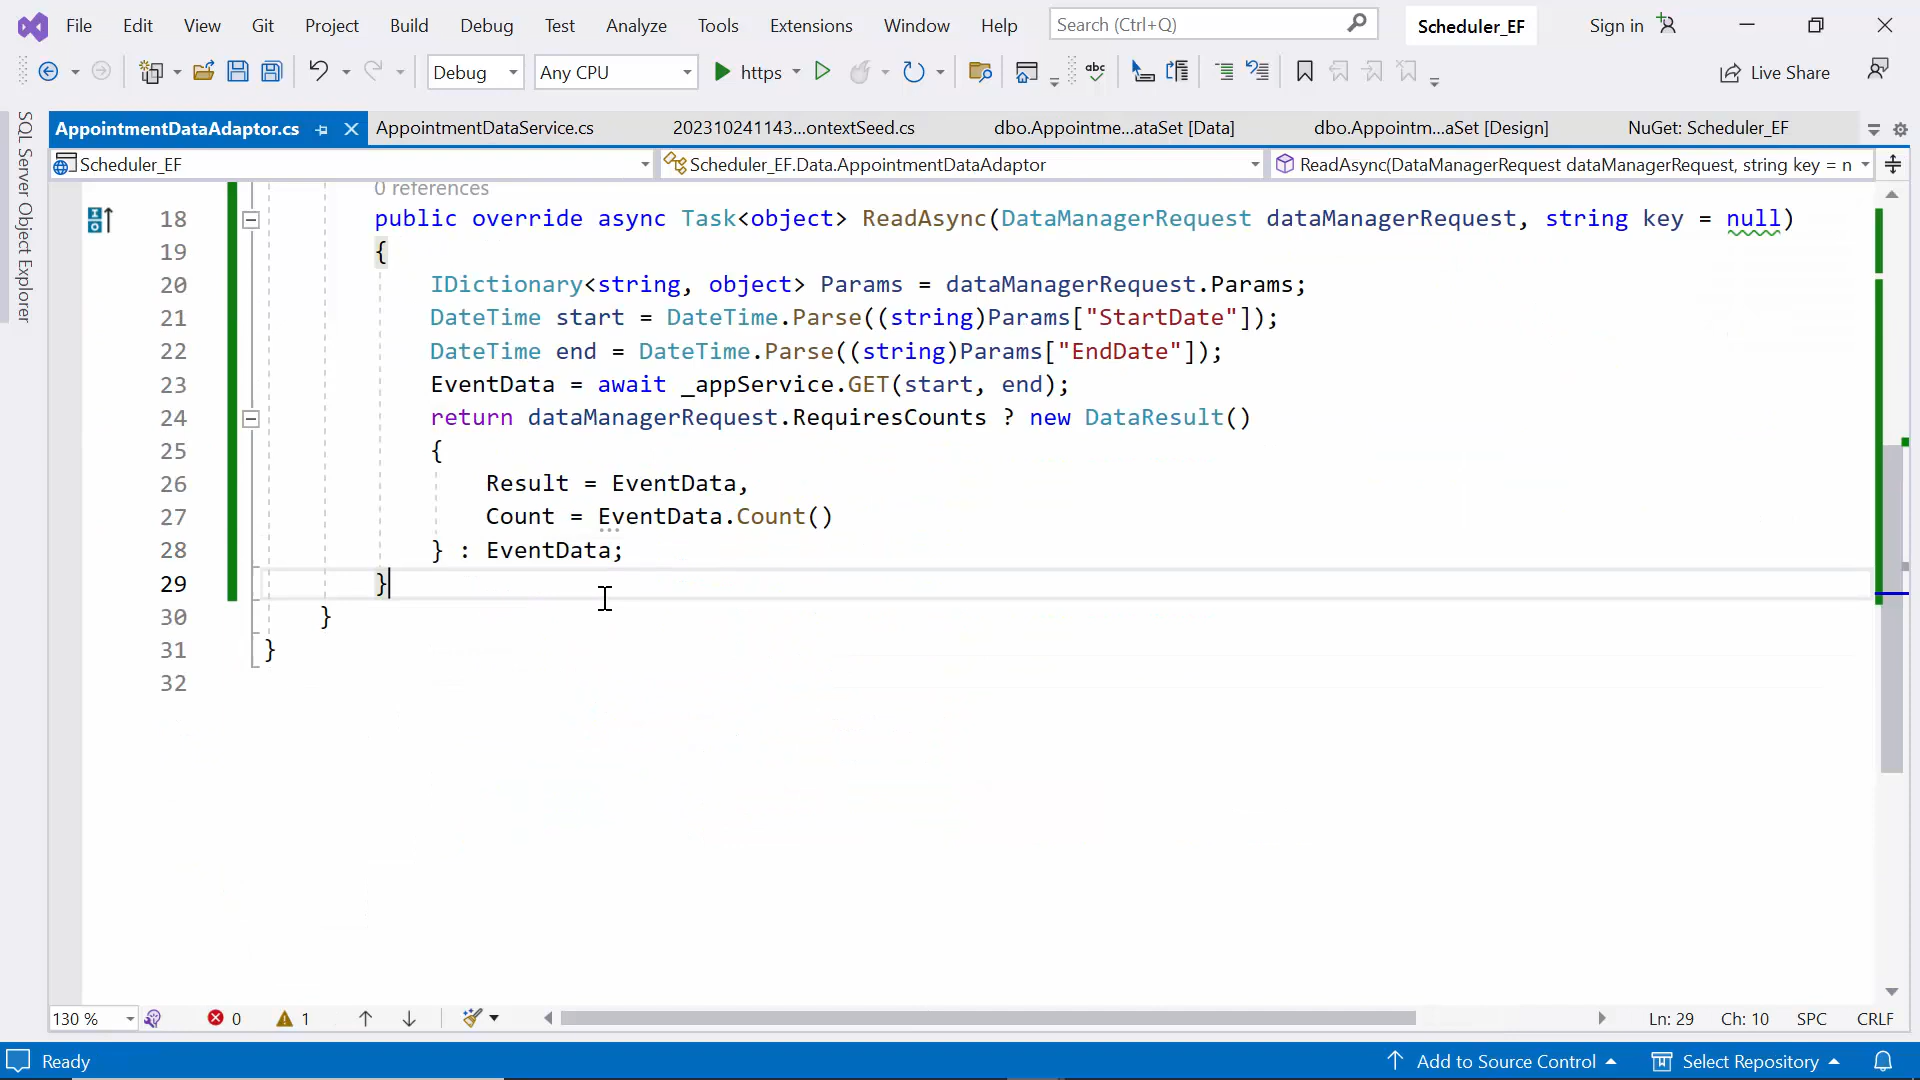 File Edit View Git Project Build Debug Test Analyze Tools Extensions Window Help Search (Ctrl+Q) Scheduler_EF Sign in
Debug Any CPU https abc Live Share
SQL Server Object Explorer
AppointmentDataAdaptor.cs AppointmentDataService.cs 202310241143...ontextSeed.cs dbo.Appointme...ataSet [Data] dbo.Appointm...aSet [Design] NuGet: Scheduler_EF
Scheduler_EF Scheduler_EF.Data.AppointmentDataAdaptor ReadAsync(DataManagerRequest dataManagerRequest, string key = n
0 references
18 public override async Task<object> ReadAsync(DataManagerRequest dataManagerRequest, string key = null)
19 {
20 IDictionary<string, object> Params = dataManagerRequest.Params;
21 DateTime start = DateTime.Parse((string)Params["StartDate"]);
22 DateTime end = DateTime.Parse((string)Params["EndDate"]);
23 EventData = await _appService.GET(start, end);
24 return dataManagerRequest.RequiresCounts ? new DataResult()
25 {
26 Result = EventData,
27 Count = EventData.Count()
28 } : EventData;
29 }
30 }
31 }
32
130 % 0 1 Ln: 29 Ch: 10 SPC CRLF
Ready Add to Source Control Select Repository